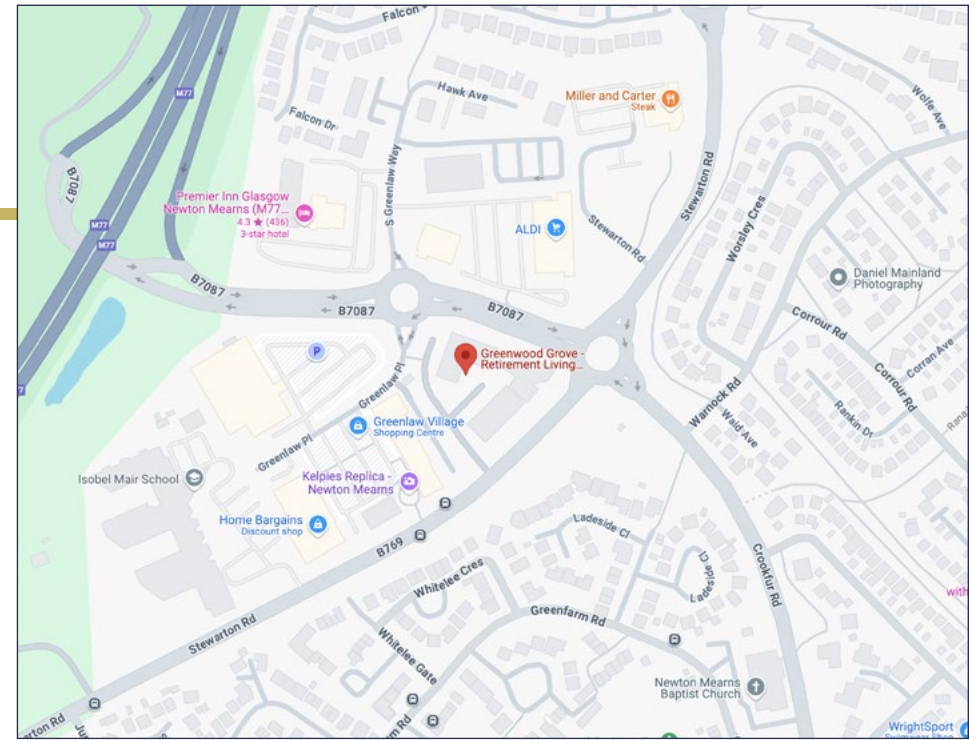 Falcon
Hawk Ave
Miller and Carter
Steak
Wolfe Ave
M77
Falcon Dr
S Greenlaw Way
Stewarton Rd
B7087
Premier Inn Glasgow
Newton Mearns (M77...
4.3 ★ (436)
3-star hotel
ALDI
Stewarton Rd
Worsley Cres
M77
M77
Daniel Mainland
Photography
B7087
B7087
B7087
Corrour Rd
P
Greenwood Grove -
Retirement Living...
Corran Ave
Corrour Rd
Greenlaw Pl
Warnock Rd
Waid Ave
Rankin Dr
Greenlaw Village
Shopping Centre
Greenlaw Pl
Isobel Mair School
Kelpies Replica -
Newton Mearns
Home Bargains
Discount shop
Ladeside Cl
B769
Ladeside Cl
Crookfur Rd
Whitelee Cres
with
Greenfarm Rd
Stewarton Rd
Whitelee Gate
Newton Mearns
Baptist Church
WrightSport